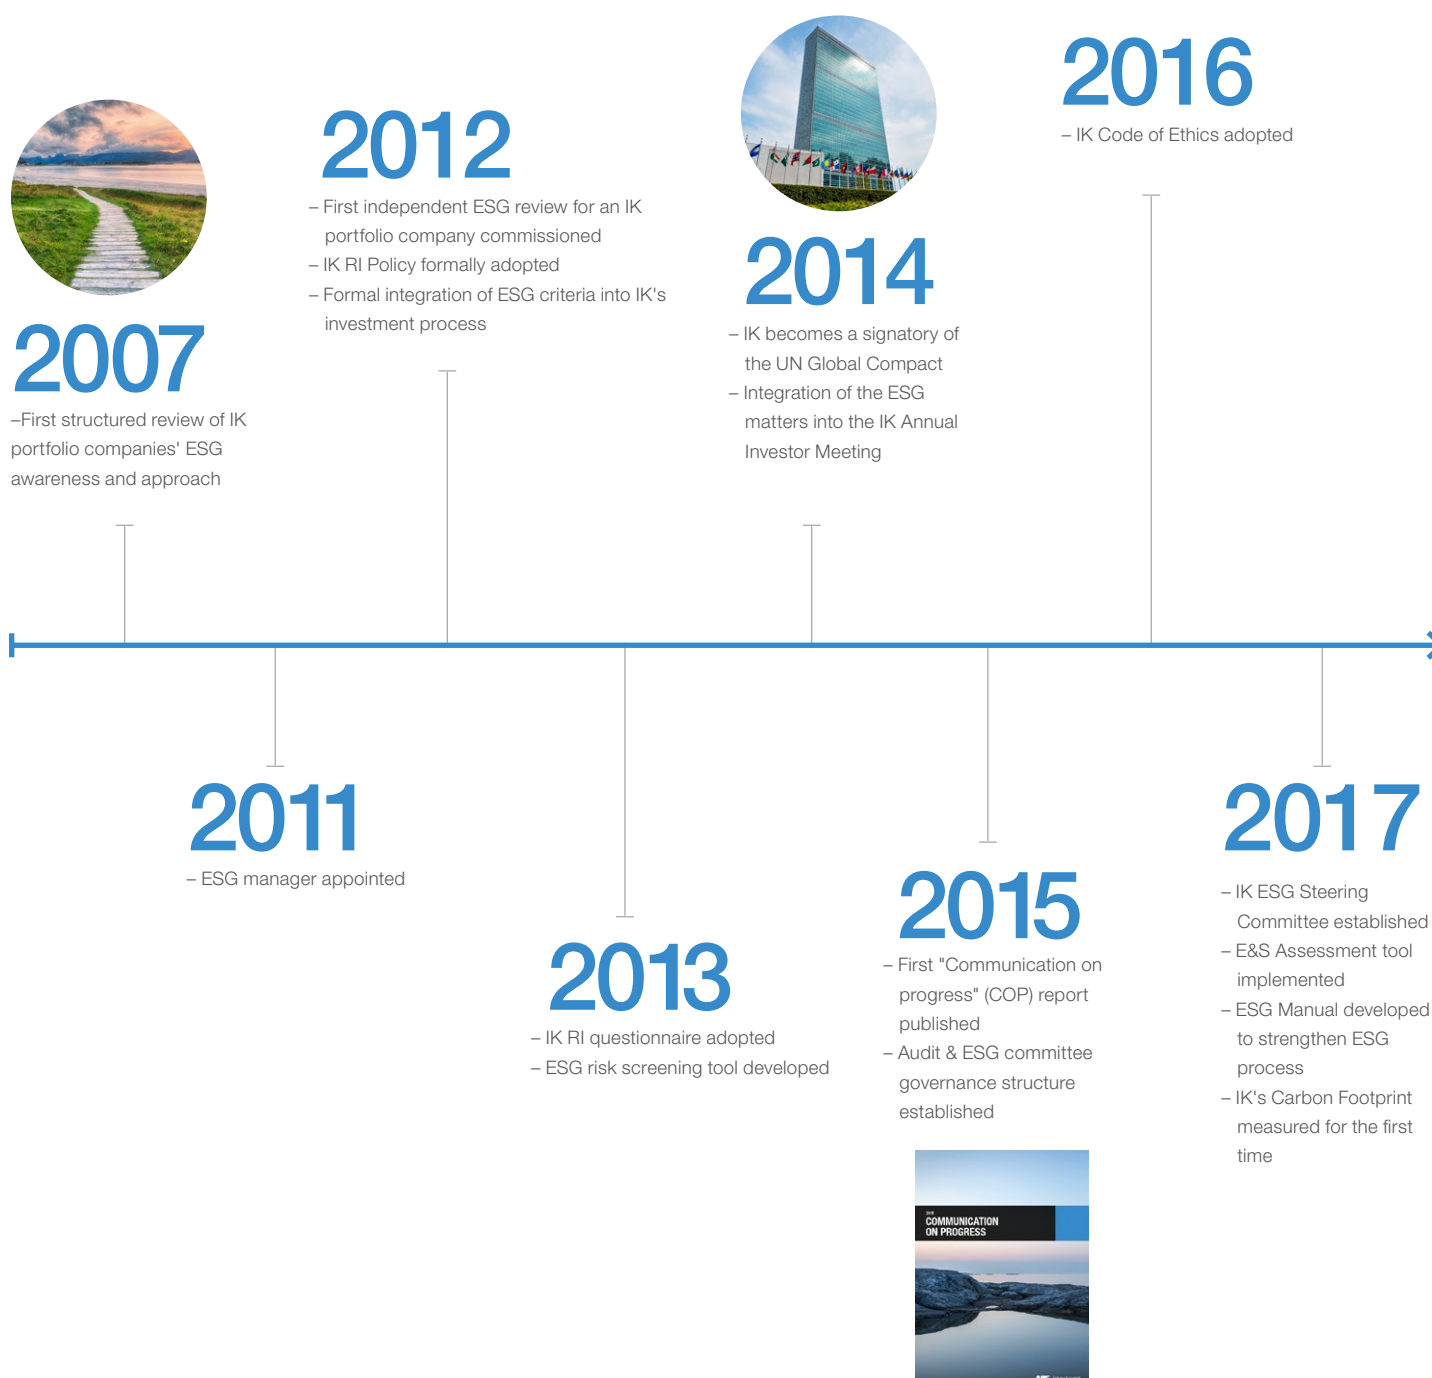 2007
–First structured review of IK
portfolio companies' ESG
awareness and approach
2011
– ESG manager appointed
2012
– First independent ESG review for an IK
portfolio company commissioned
– IK RI Policy formally adopted
– Formal integration of ESG criteria into IK's
investment process
2013
– IK RI questionnaire adopted
– ESG risk screening tool developed
2014
– IK becomes a signatory of
the UN Global Compact
– Integration of the ESG
matters into the IK Annual
Investor Meeting
2015
– First "Communication on
progress" (COP) report
published
– Audit & ESG committee
governance structure
established
COMMUNICATION
ON PROGRESS
2016
– IK Code of Ethics adopted
2017
– IK ESG Steering
Committee established
– E&S Assessment tool
implemented
– ESG Manual developed
to strengthen ESG
process
– IK's Carbon Footprint
measured for the first
time